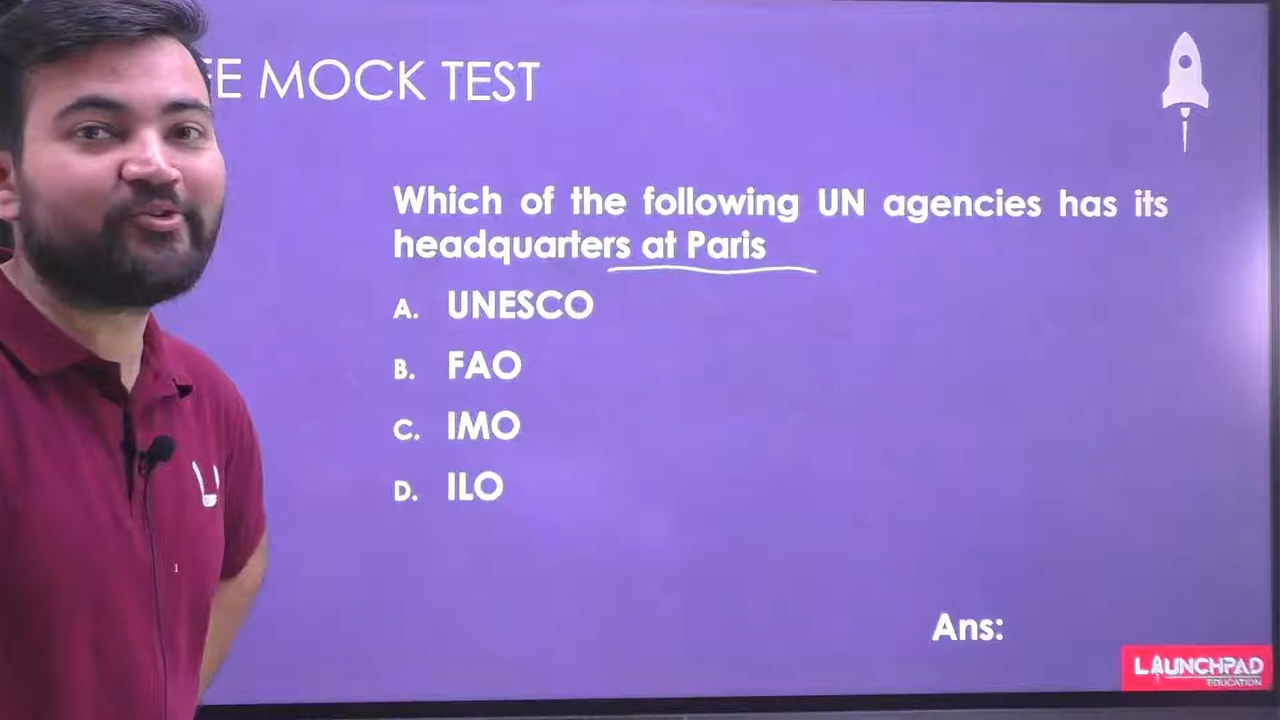 E MOCK TEST
Which of the following UN agencies has its
headquarters at Paris
A. UNESCO
B. FAO
C. IMO
D. ILO
Ans:
LAUNCHPAD
EDUCATION